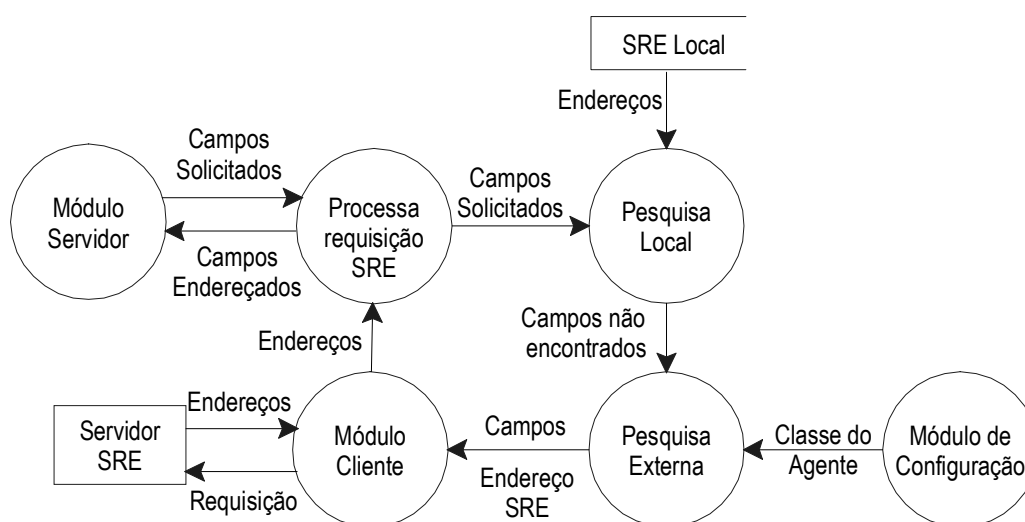 SRE Local
Endereços
Campos
Solicitados
Módulo
Servidor
Campos
Endereçados
Processa
requisição
SRE
Campos
Solicitados
Pesquisa
Local
Endereços
Campos não
encontrados
Servidor
SRE
Endereços
Requisição
Módulo
Cliente
Campos
Endereço
SRE
Pesquisa
Externa
Classe do
Agente
Módulo de
Configuração